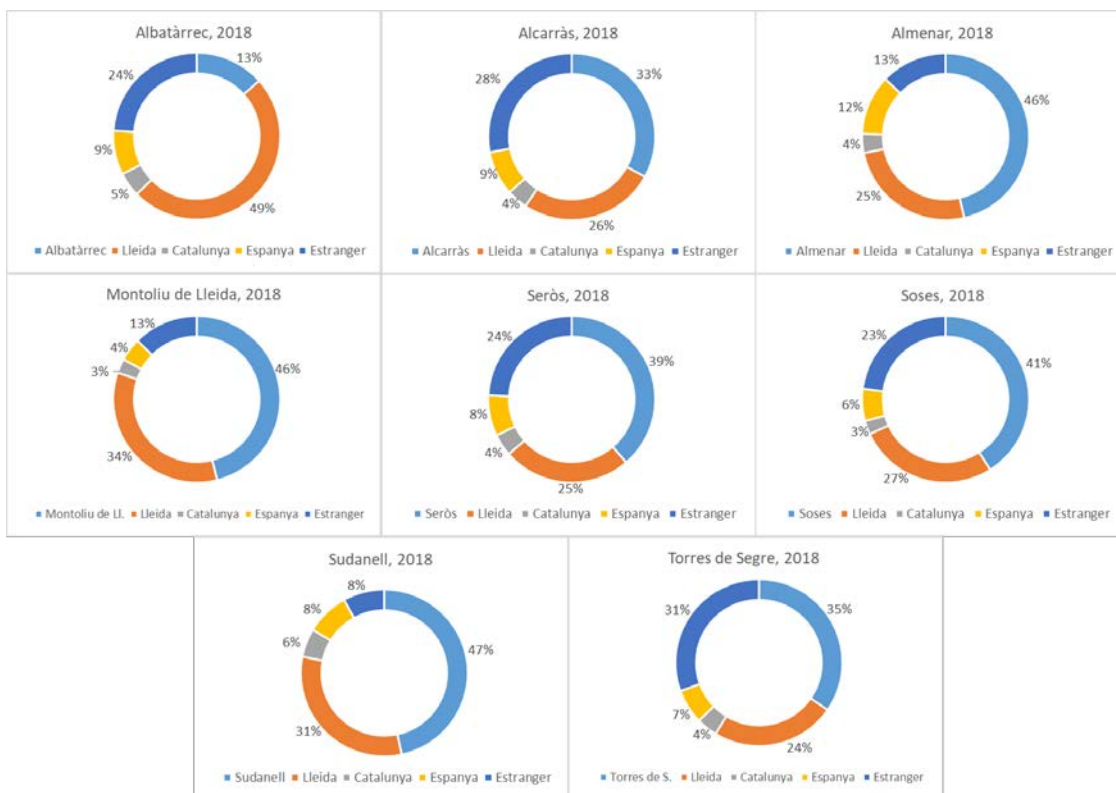 Albatàrrec, 2018
13%
24%
9%
5%
49%
Albatàrrec Lleida Catalunya Espanya Estranger
Alcarràs, 2018
33%
28%
9%
4%
26%
Alcarràs Lleida Catalunya Espanya Estranger
Almenar, 2018
13%
12%
46%
4%
25%
Almenar Lleida Catalunya Espanya Estranger
Montoliu de Lleida, 2018
13%
4%
3%
46%
34%
Montoliu de Ll. Lleida Catalunya Espanya Estranger
Seròs, 2018
24%
39%
8%
4%
25%
Seròs Lleida Catalunya Espanya Estranger
Soses, 2018
23%
41%
6%
3%
27%
Soses Lleida Catalunya Espanya Estranger
Sudanell, 2018
8%
8%
6%
47%
31%
Sudanell Lleida Catalunya Espanya Estranger
Torres de Segre, 2018
31%
35%
7%
4%
24%
Torres de S. Lleida Catalunya Espanya Estranger